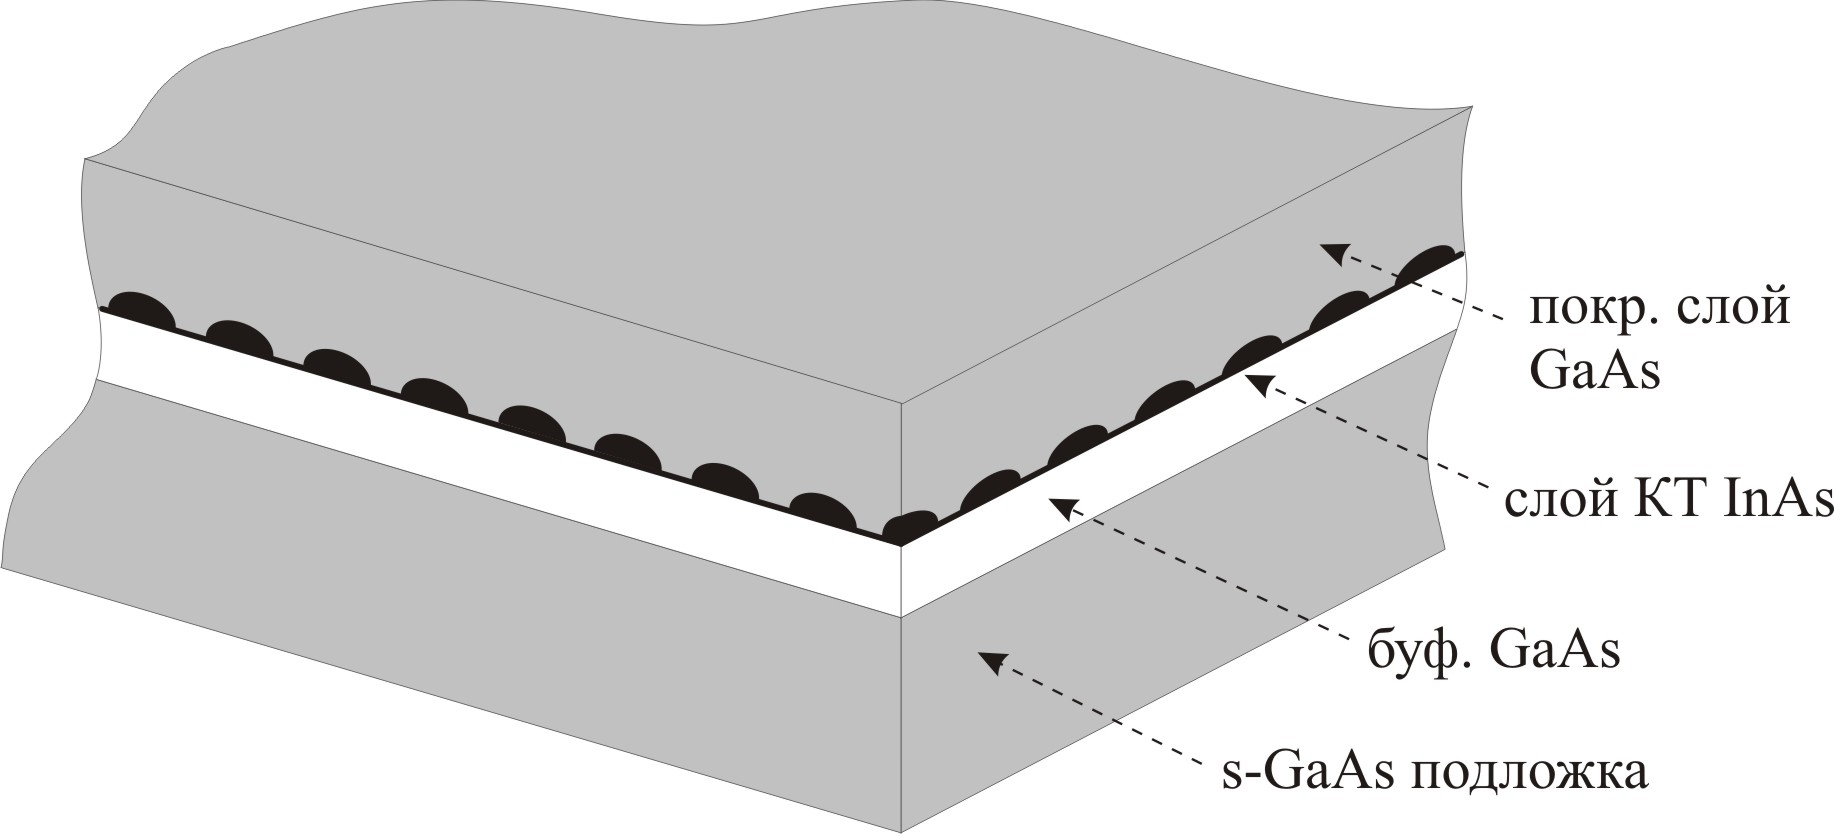 покр. слой
GaAs
слой КТ InAs
буф. GaAs
s-GaAs подложка